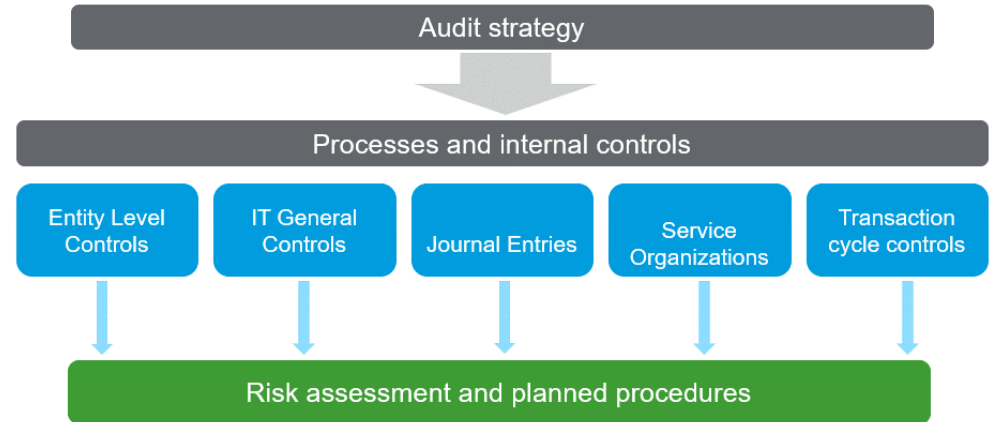 Audit strategy
Processes and internal controls
Entity Level
Controls
IT General
Controls
Journal Entries
Service
Organizations
Transaction
cycle controls
Risk assessment and planned procedures